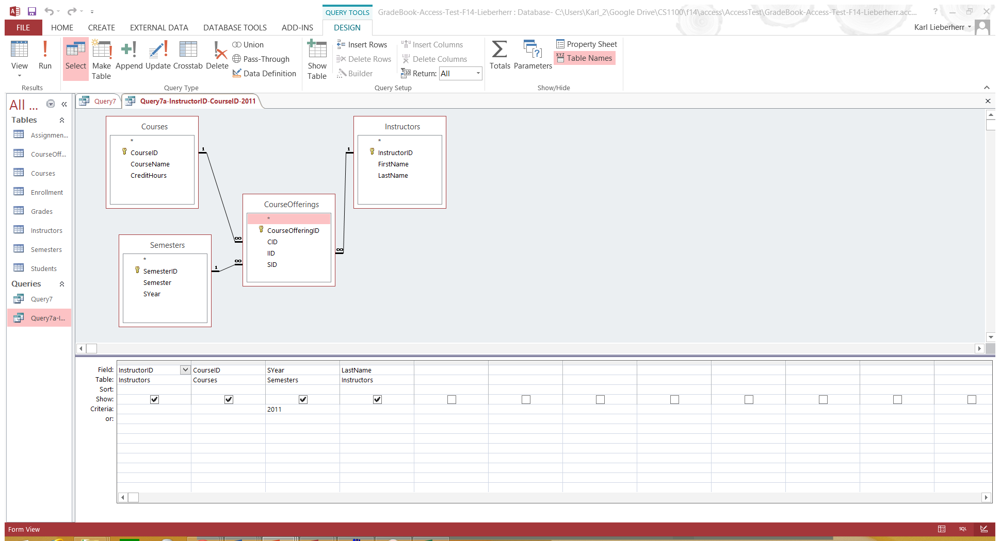 QUERY TOOLS GradeBook-Access-Test-F14-Lieberherr : Database- C:\Users\Karl_2\Google Drive\CS1100\f14\access\AccessTest\GradeBook-Access-Test-F14-Lieberherr.acc... ?
FILE HOME CREATE EXTERNAL DATA DATABASE TOOLS ADD-INS DESIGN Karl Lieberherr
View Run Select Make Table Append Update Crosstab Delete
Union
Pass-Through
Data Definition
Show Table
Insert Rows
Delete Rows
Builder
Insert Columns
Delete Columns
Return: All
Totals Parameters
Property Sheet
XYZ Table Names
Results Query Type Query Setup Show/Hide
All ...
Tables
Assignmen...
CourseOff...
Courses
Enrollment
Grades
Instructors
Semesters
Students
Queries
Query7
Query7a-I...
Query7 Query7a-InstructorID-CourseID-2011
Courses
*
CourseID
CourseName
CreditHours
1
∞
Instructors
*
InstructorID
FirstName
LastName
1
∞
CourseOfferings
*
CourseOfferingID
CID
IID
SID
Semesters
*
SemesterID
Semester
SYear
1
∞
Field: InstructorID CourseID SYear LastName
Table: Instructors Courses Semesters Instructors
Sort:
Show:
Criteria: 2011
or:
Form View SQL